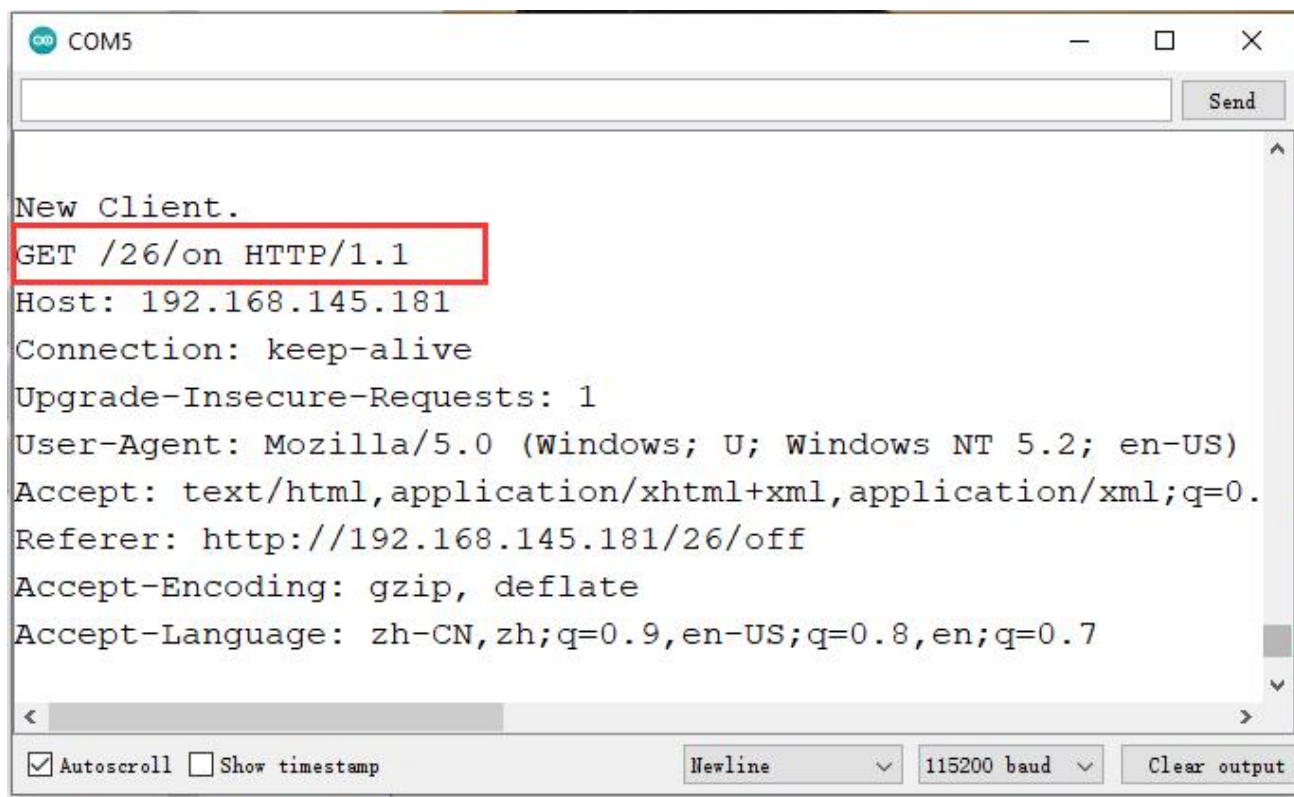 COM5
Send
New Client.
GET /26/on HTTP/1.1
Host: 192.168.145.181
Connection: keep-alive
Upgrade-Insecure-Requests: 1
User-Agent: Mozilla/5.0 (Windows; U; Windows NT 5.2; en-US)
Accept: text/html,application/xhtml+xml,application/xml;q=0.
Referer: http://192.168.145.181/26/off
Accept-Encoding: gzip, deflate
Accept-Language: zh-CN,zh;q=0.9,en-US;q=0.8,en;q=0.7
Autoscroll Show timestamp Newline 115200 baud Clear output